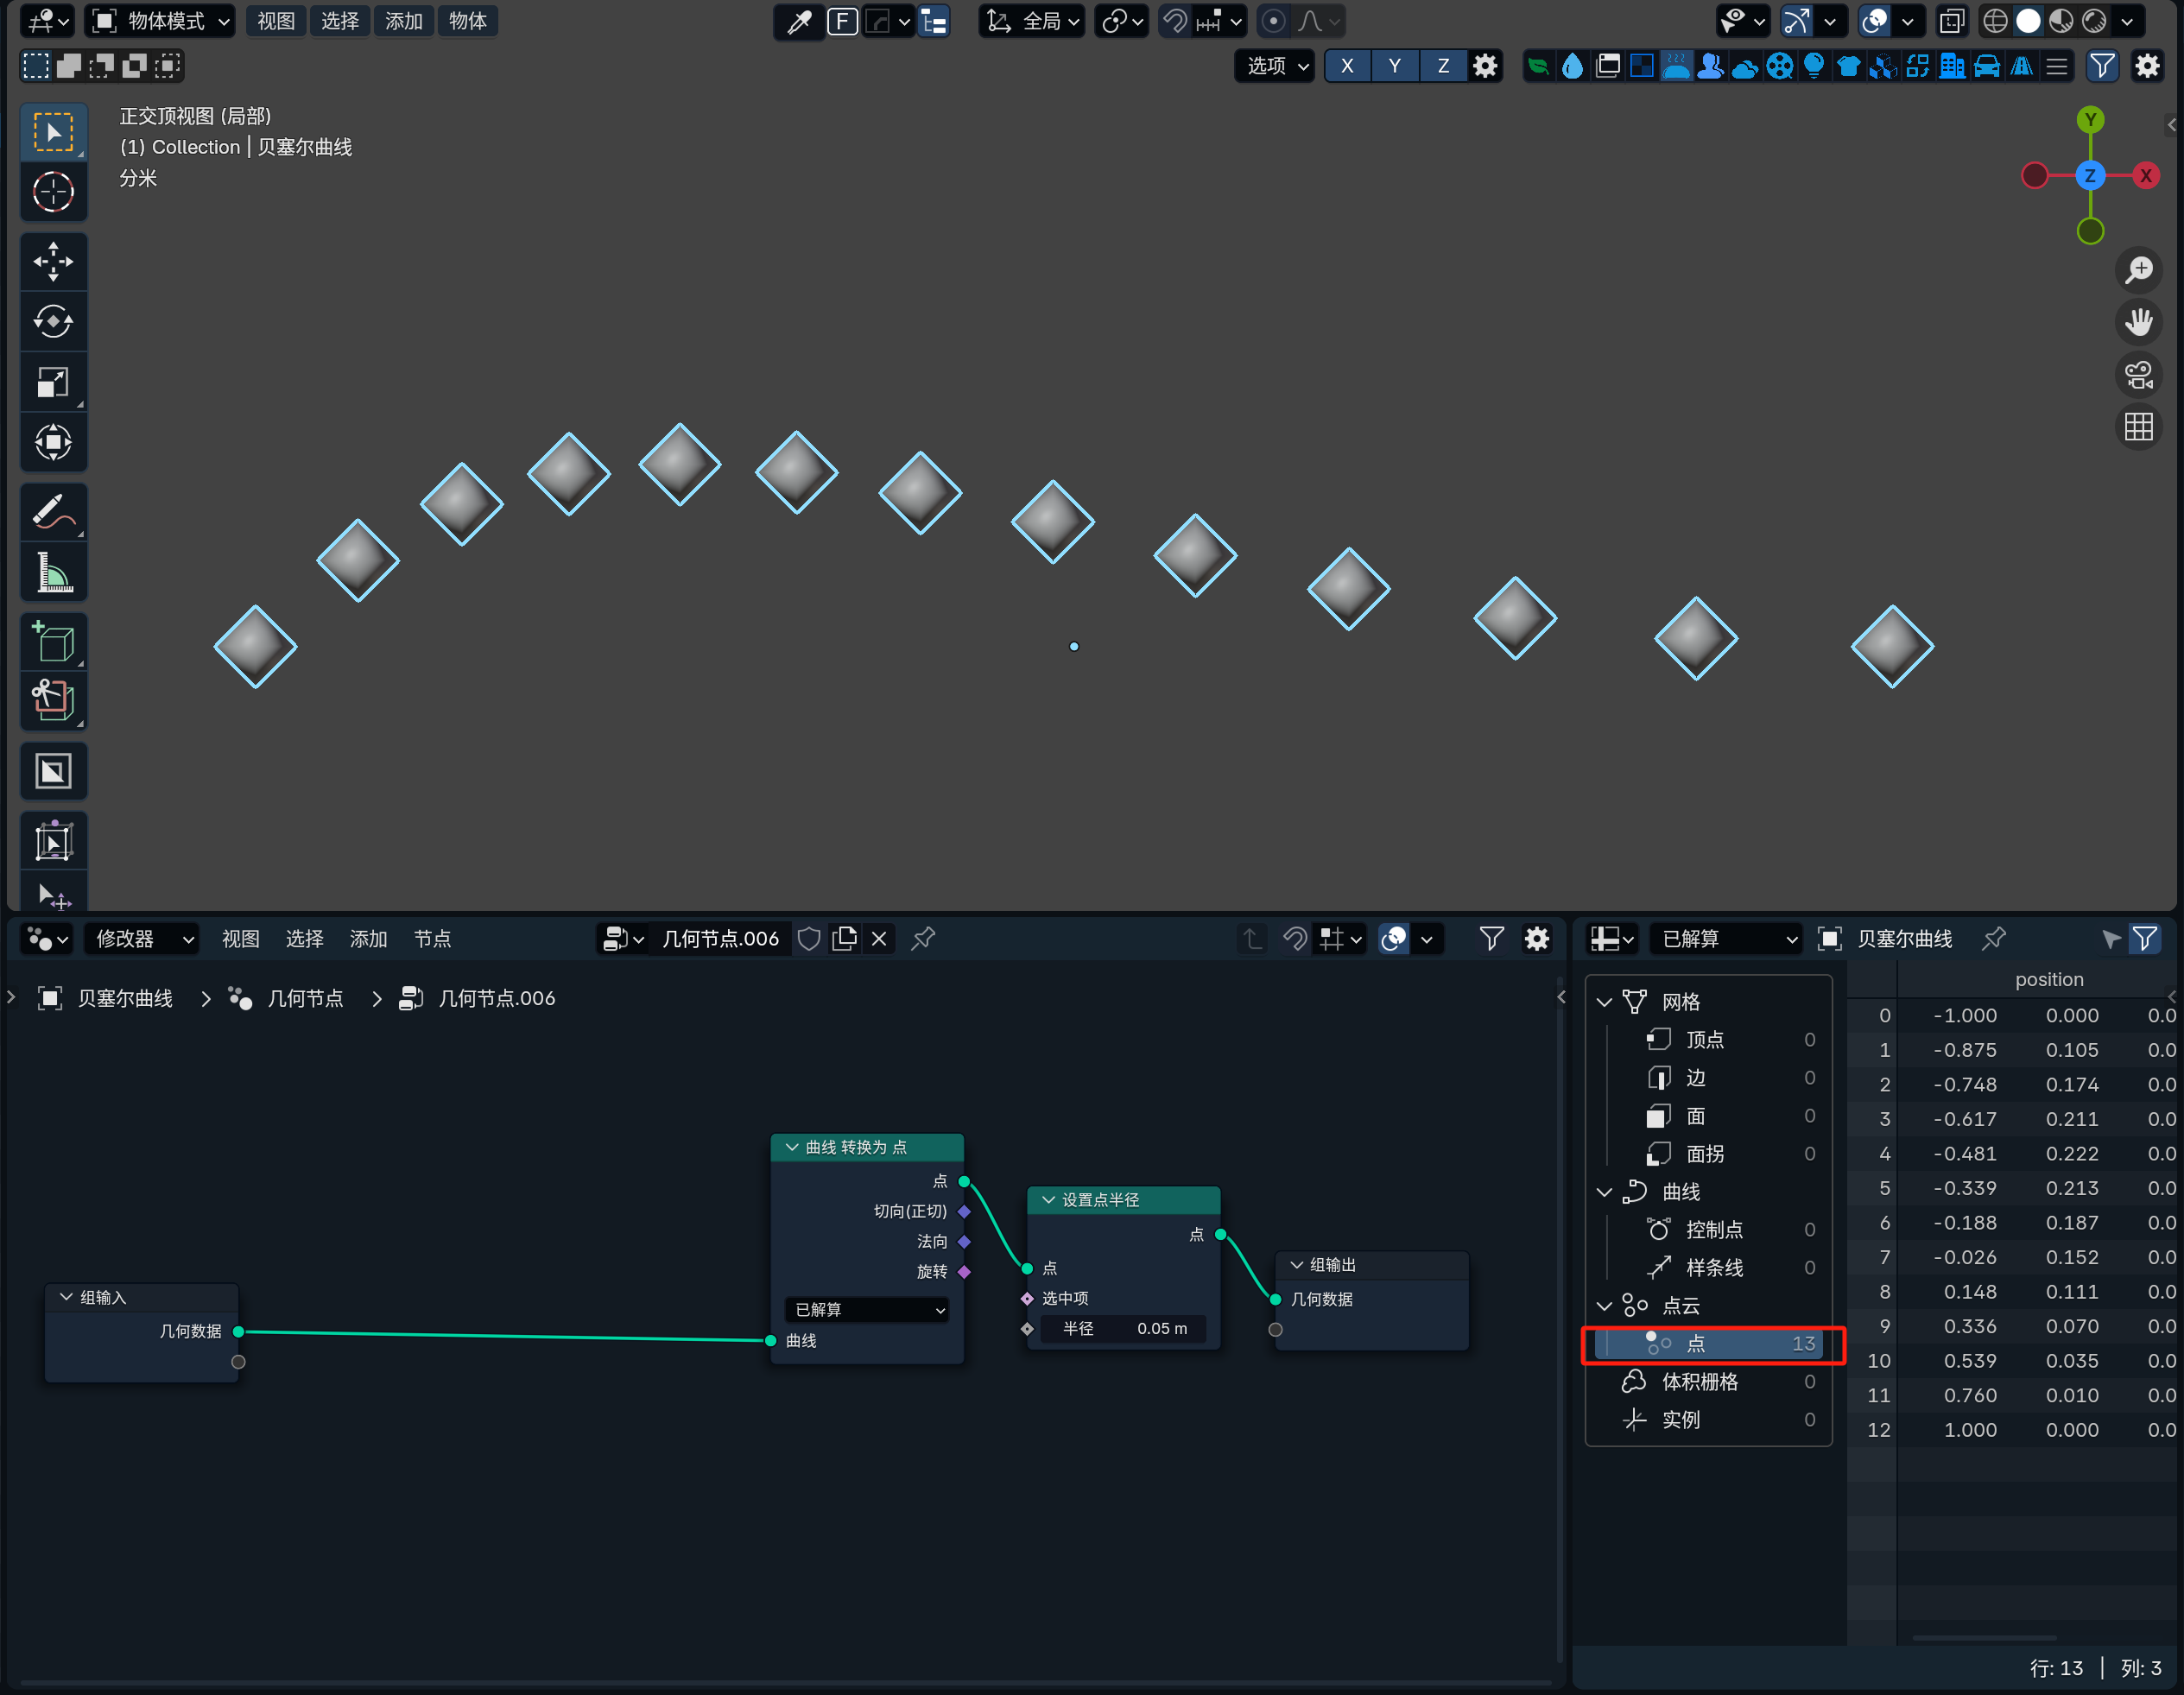 物体模式 视图 选择 添加 物体 F 全局
选项 X Y Z
正交顶视图 (局部)
(1) Collection | 贝塞尔曲线
分米
Y
Z X
修改器 视图 选择 添加 节点 几何节点.006
贝塞尔曲线 几何节点 几何节点.006
组输入
几何数据
曲线 转换为 点
点
切向(正切)
法向
旋转
已解算
曲线
设置点半径
点
点
选中项
半径 0.05 m
组输出
几何数据
已解算 贝塞尔曲线
网格
顶点 0
边 0
面 0
面拐 0
曲线
控制点 0
样条线 0
点云
点 13
体积栅格 0
实例 0
position
0 -1.000 0.000 0.0
1 -0.875 0.105 0.0
2 -0.748 0.174 0.0
3 -0.617 0.211 0.0
4 -0.481 0.222 0.0
5 -0.339 0.213 0.0
6 -0.188 0.187 0.0
7 -0.026 0.152 0.0
8 0.148 0.111 0.0
9 0.336 0.070 0.0
10 0.539 0.035 0.0
11 0.760 0.010 0.0
12 1.000 0.000 0.0
行: 13 | 列: 3